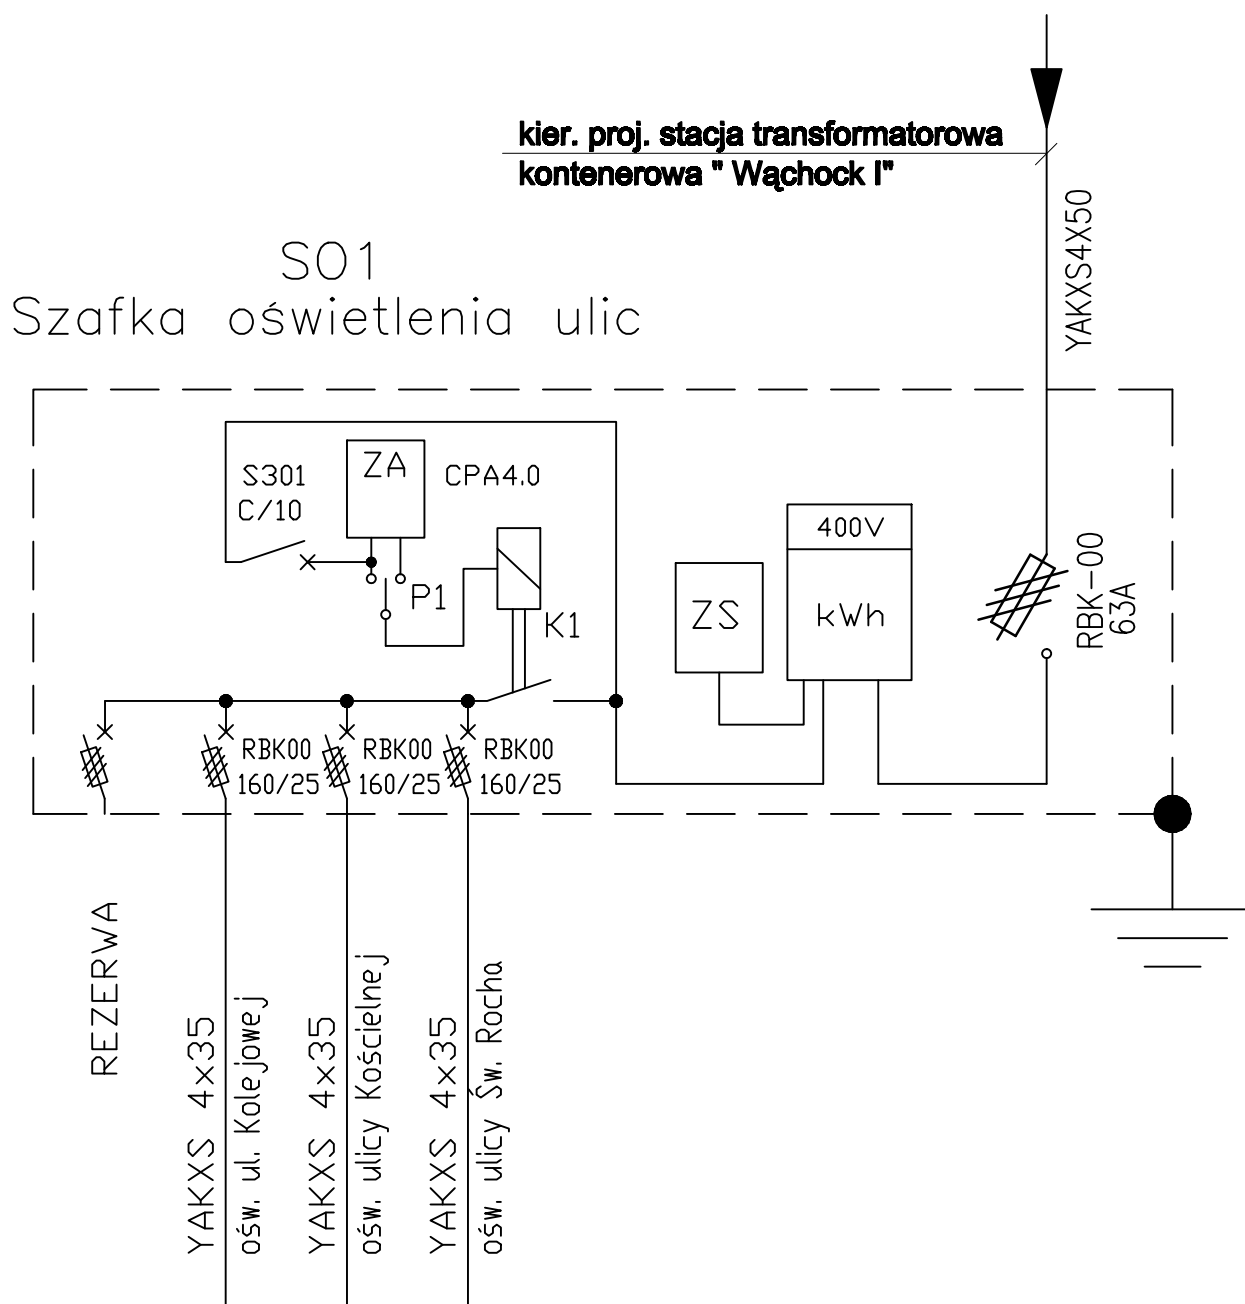 kier. proj. stacja transformatorowa
kontenerowa " Wąchock I"
YAKXS4X50
SO1
Szafka oświetlenia ulic
S301
C/10
ZA
CPA4.0
P1
K1
ZS
400V
kWh
RBK-00
63A
RBK00
160/25
RBK00
160/25
RBK00
160/25
REZERWA
YAKXS 4x35
ośw. ul. Kolejowej
YAKXS 4x35
ośw. ulicy Kościelnej
YAKXS 4x35
ośw. ulicy Św. Rocha